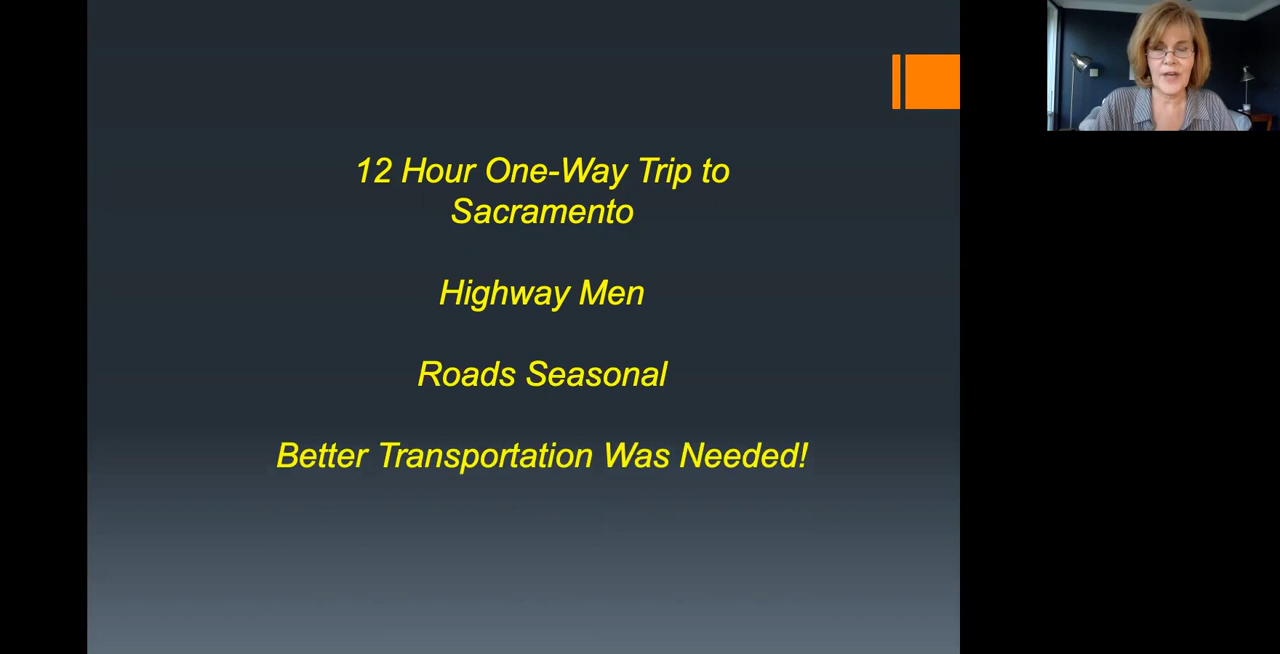 12 Hour One-Way Trip to
Sacramento
Highway Men
Roads Seasonal
Better Transportation Was Needed!